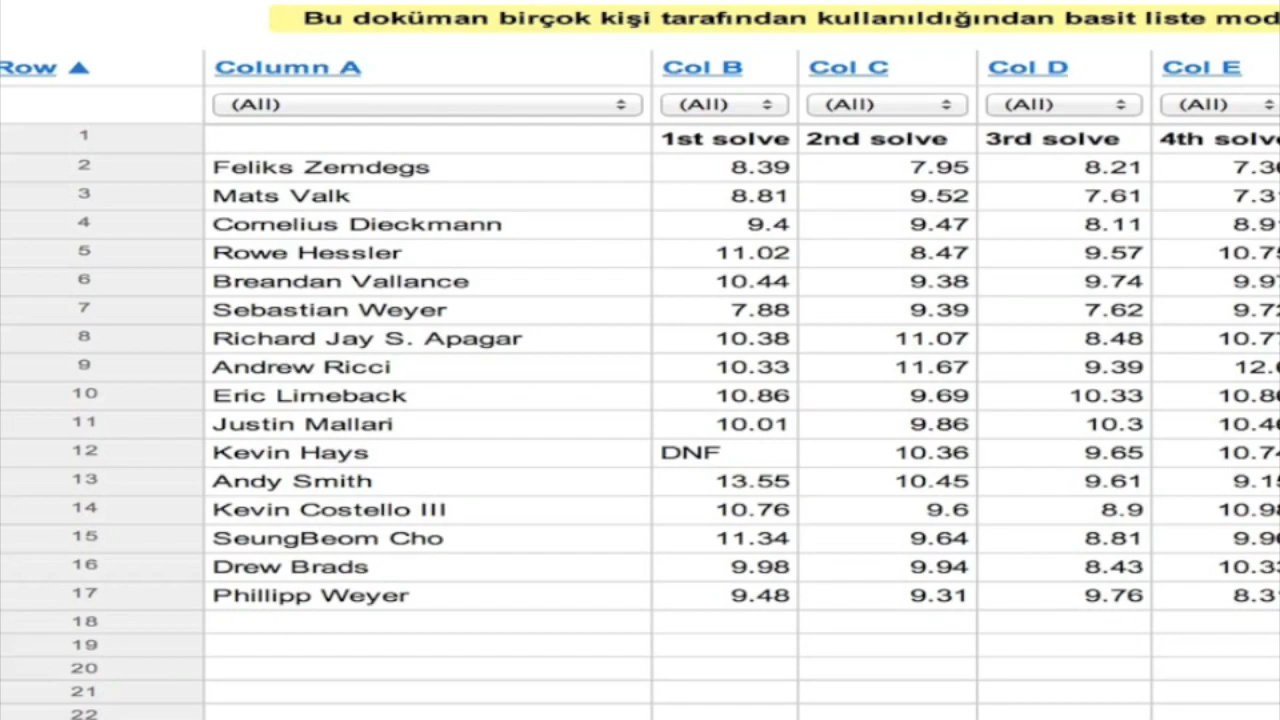 Bu doküman birçok kişi tarafından kullanıldığından basit liste
Row ▲ Column A Col B Col C Col D Col E
(All) (All) (All) (All) (All)
1 1st solve 2nd solve 3rd solve 4th
2 Feliks Zemdegs 8.39 7.95 8.21
3 Mats Valk 8.81 9.52 7.61
4 Cornelius Dieckmann 9.4 9.47 8.11
5 Rowe Hessler 11.02 8.47 9.57
6 Breandan Vallance 10.44 9.38 9.74
7 Sebastian Weyer 7.88 9.39 7.62
8 Richard Jay S. Apagar 10.38 11.07 8.48
9 Andrew Ricci 10.33 11.67 9.39
10 Eric Limeback 10.86 9.69 10.33
11 Justin Mallari 10.01 9.86 10.3
12 Kevin Hays DNF 10.36 9.65
13 Andy Smith 13.55 10.45 9.61
14 Kevin Costello III 10.76 9.6 8.9
15 SeungBeom Cho 11.34 9.64 8.81
16 Drew Brads 9.98 9.94 8.43
17 Phillipp Weyer 9.48 9.31 9.76
18
19
20
21
22